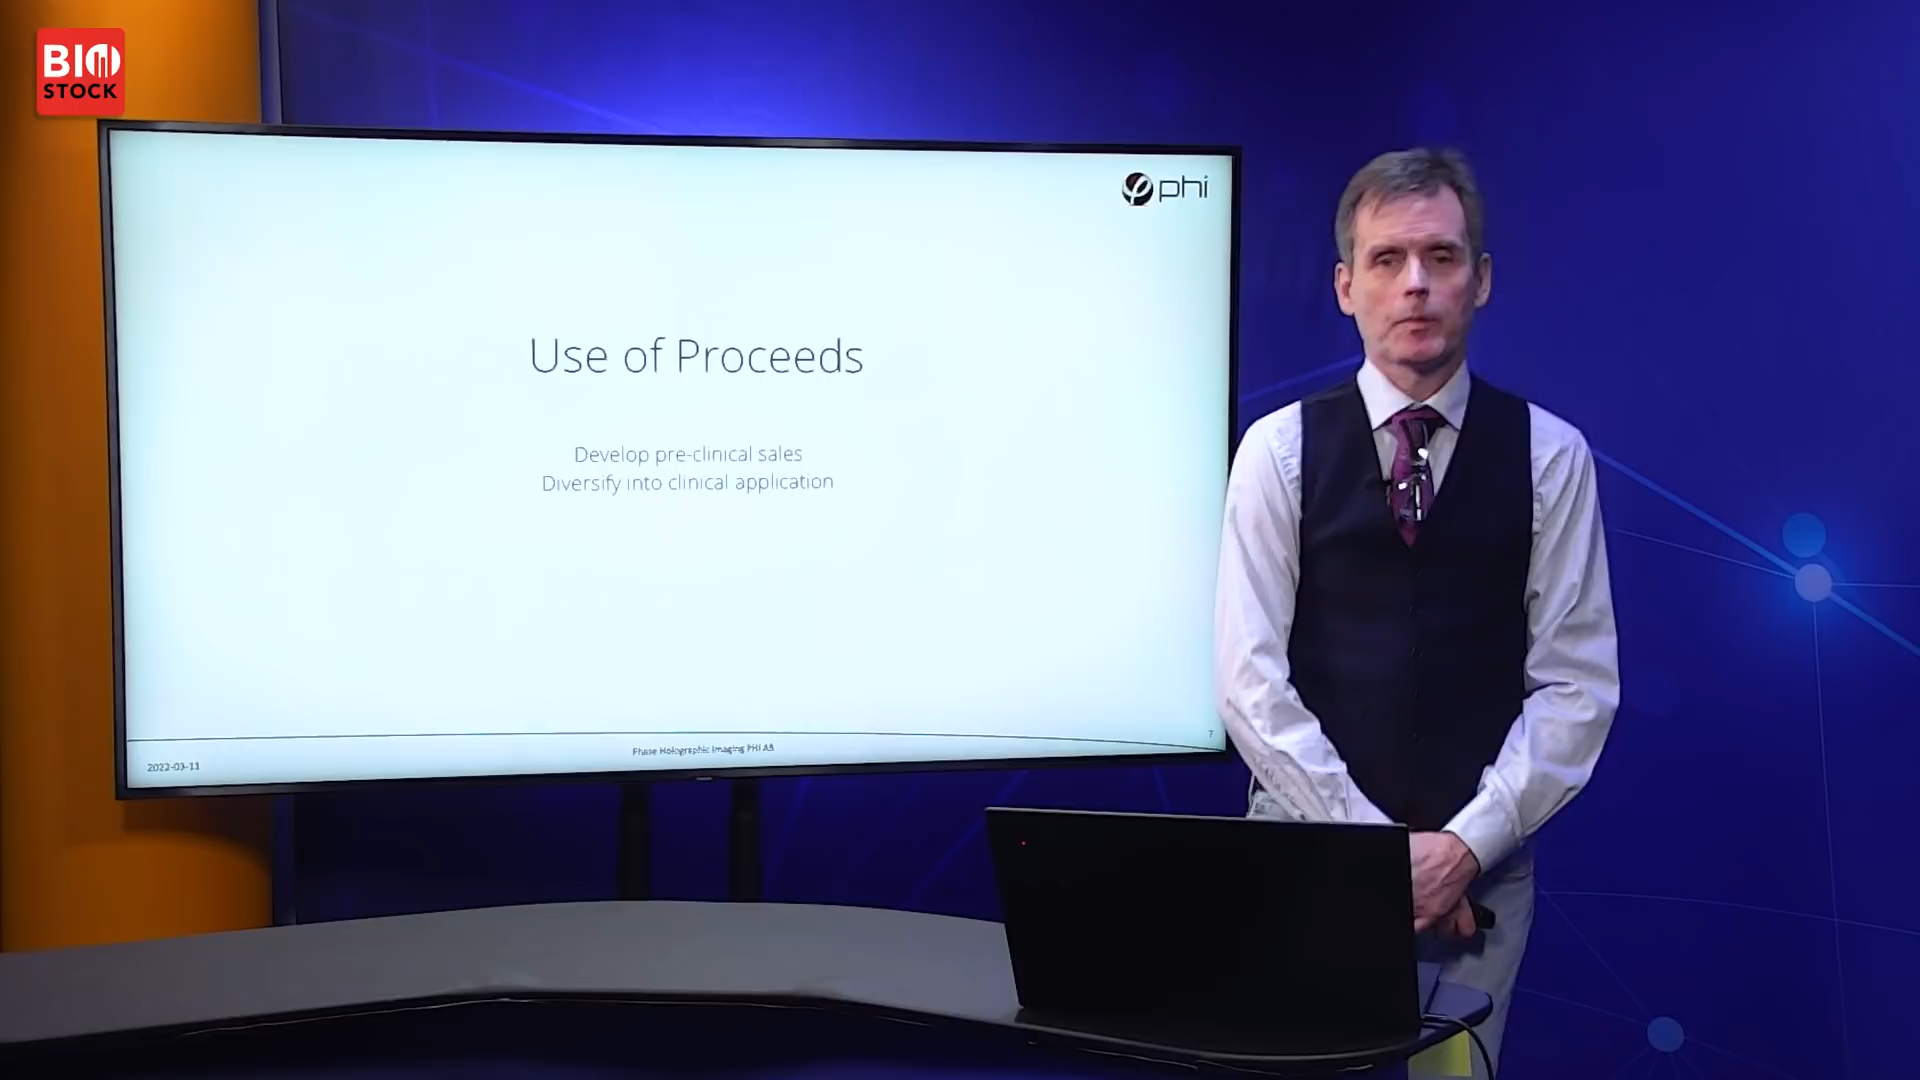 BIO
STOCK
phi
Use of Proceeds
Develop pre-clinical sales
Diversify into clinical application
7
Phase Holographic Imaging PHI AB
2022-03-11